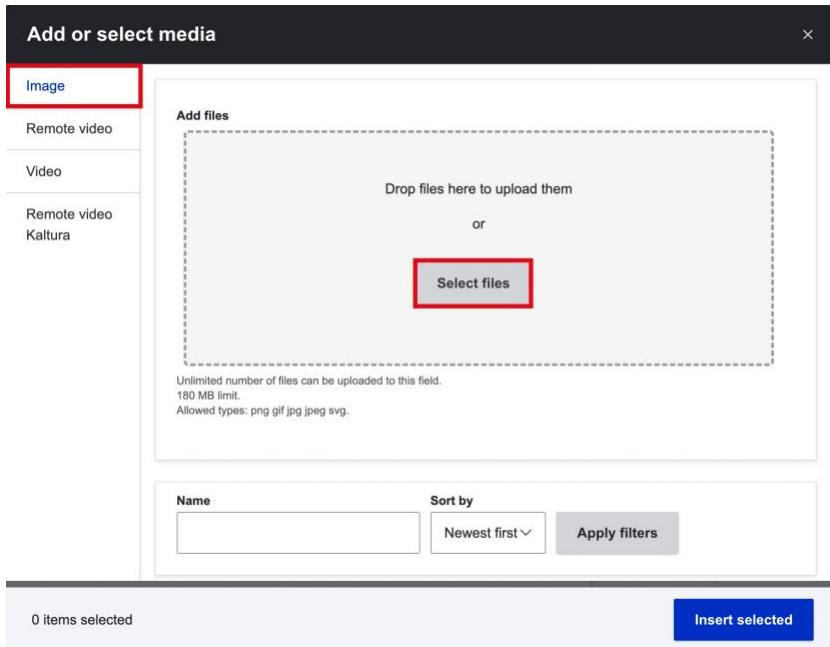 Add or select media
Image
Remote video
Video
Remote video
Kaltura
Add files
Drop files here to upload them
or
Select files
Unlimited number of files can be uploaded to this field.
180 MB limit.
Allowed types: png gif jpg jpeg svg.
Name
Sort by
Newest first
Apply filters
0 items selected
Insert selected